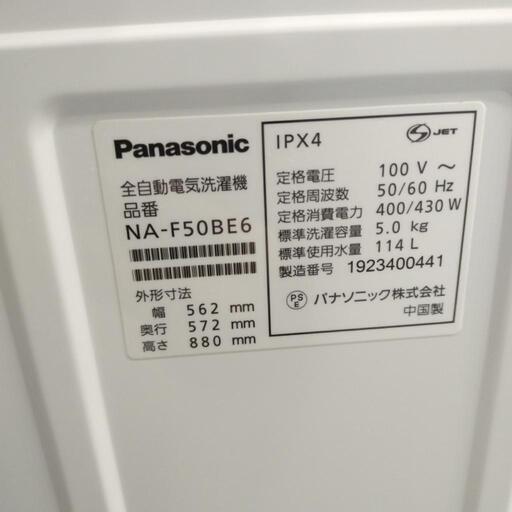 Panasonic
全自動電気洗濯機
品番
NA-F50BE6
外形寸法
幅 562 mm
奥行 572 mm
高さ 880 mm
IPX4
S JET
定格電圧 100 V ～
定格周波数 50/60 Hz
定格消費電力 400/430 W
標準洗濯容量 5.0 kg
標準使用水量 114 L
製造番号 1923400441
PSE パナソニック株式会社
中国製